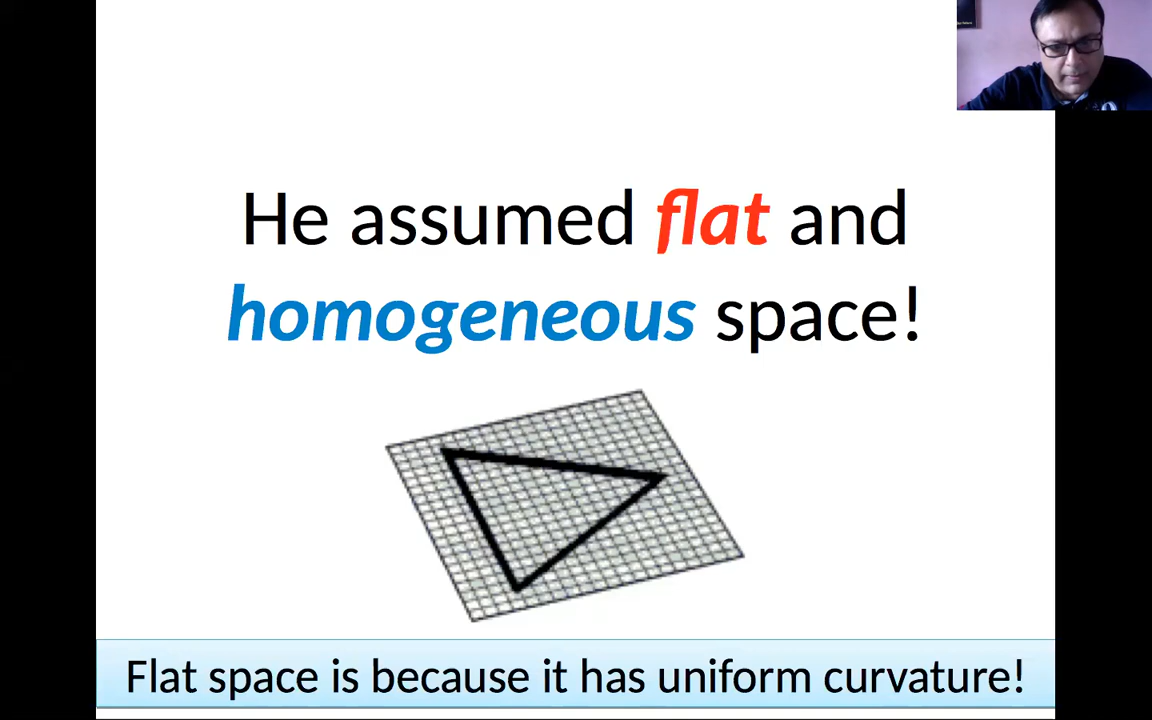 He assumed flat and
homogeneous space!
Flat space is because it has uniform curvature!